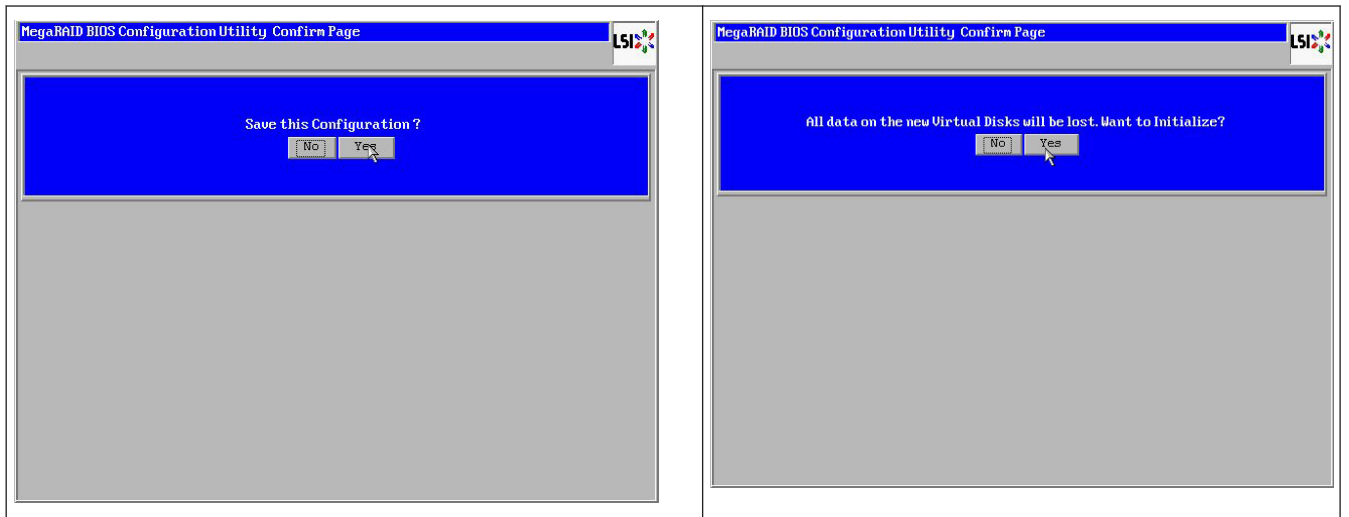 MegaRAID BIOS Configuration Utility Confirm Page
LSI
Save this Configuration ?
No Yes
MegaRAID BIOS Configuration Utility Confirm Page
LSI
All data on the new Virtual Disks will be lost. Want to Initialize?
No Yes